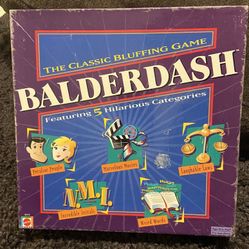 THE CLASSIC BLUFFING GAME
BALDERDASH
Featuring 5 Hilarious Categories
Peculiar People
Marvelous Movies
Laughable Laws
N.M.I.
Incredible Initials
Weird Words
MATTEL